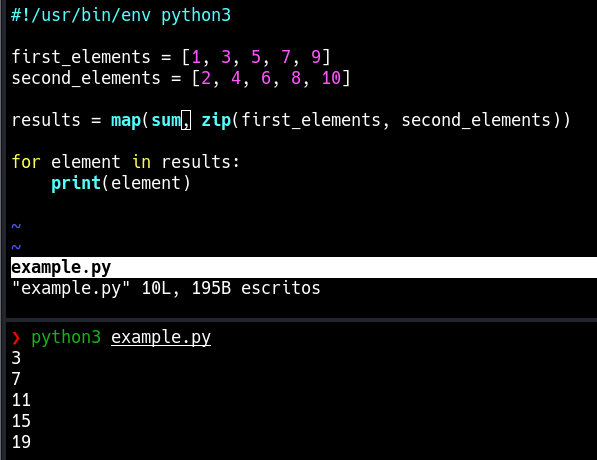 #!/usr/bin/env python3
first_elements = [1, 3, 5, 7, 9]
second_elements = [2, 4, 6, 8, 10]
results = map(sum, zip(first_elements, second_elements))
for element in results:
    print(element)
~
~
example.py
"example.py" 10L, 195B escritos
❯ python3 example.py
3
7
11
15
19